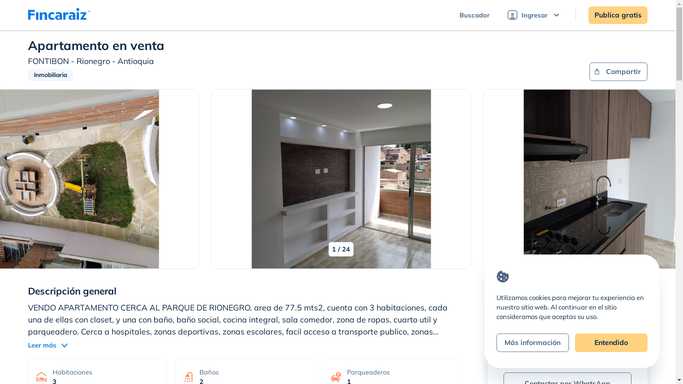 Fincaraiz
Buscador
Ingresar
Publica gratis
Apartamento en venta
FONTIBON - Rionegro - Antioquia
Inmobiliaria
Compartir
1 / 24
Descripción general
VENDO APARTAMENTO CERCA AL PARQUE DE RIONEGRO, area de 77.5 mts2, cuenta con 3 habitaciones, cada
una de ellas con closet, y una con baño, baño social, cocina integral, sala comedor, zona de ropas, cuarto util y
parqueadero. Cerca a hospitales, zonas deportivas, zonas escolares, facil acceso a transporte publico, zonas...
Leer más
Habitaciones
3
Baños
2
Parqueaderos
1
Utilizamos cookies para mejorar tu experiencia en
nuestro sitio web. Al continuar en el sitio
consideramos que aceptas su uso.
Más información
Entendido
Contactar por WhatsApp